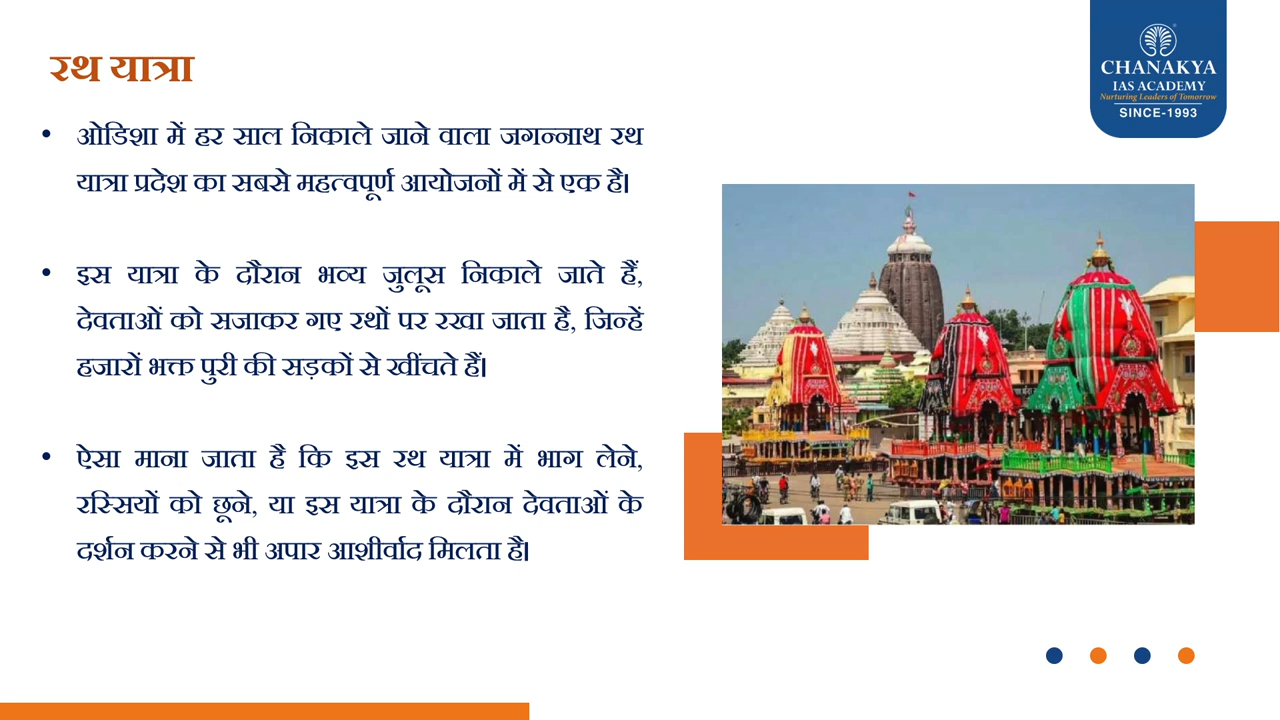 रथ यात्रा
CHANAKYA
IAS ACADEMY
Nurturing Leaders of Tomorrow
SINCE-1993
• ओडिशा में हर साल निकाले जाने वाला जगन्नाथ रथ
यात्रा प्रदेश का सबसे महत्वपूर्ण आयोजनों में से एक है।
• इस यात्रा के दौरान भव्य जुलूस निकाले जाते हैं,
देवताओं को सजाकर गए रथों पर रखा जाता है, जिन्हें
हजारों भक्त पुरी की सड़कों से खींचते हैं।
• ऐसा माना जाता है कि इस रथ यात्रा में भाग लेने,
रस्सियों को छूने, या इस यात्रा के दौरान देवताओं के
दर्शन करने से भी अपार आशीर्वाद मिलता है।